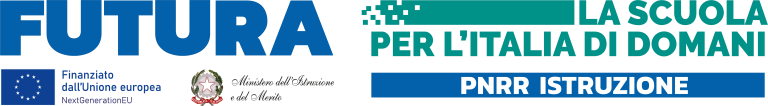 FUTURA
Finanziato
dall'Unione europea
NextGenerationEU
Ministero dell'Istruzione
e del Merito
LA SCUOLA
PER L'ITALIA DI DOMANI
PNRR ISTRUZIONE